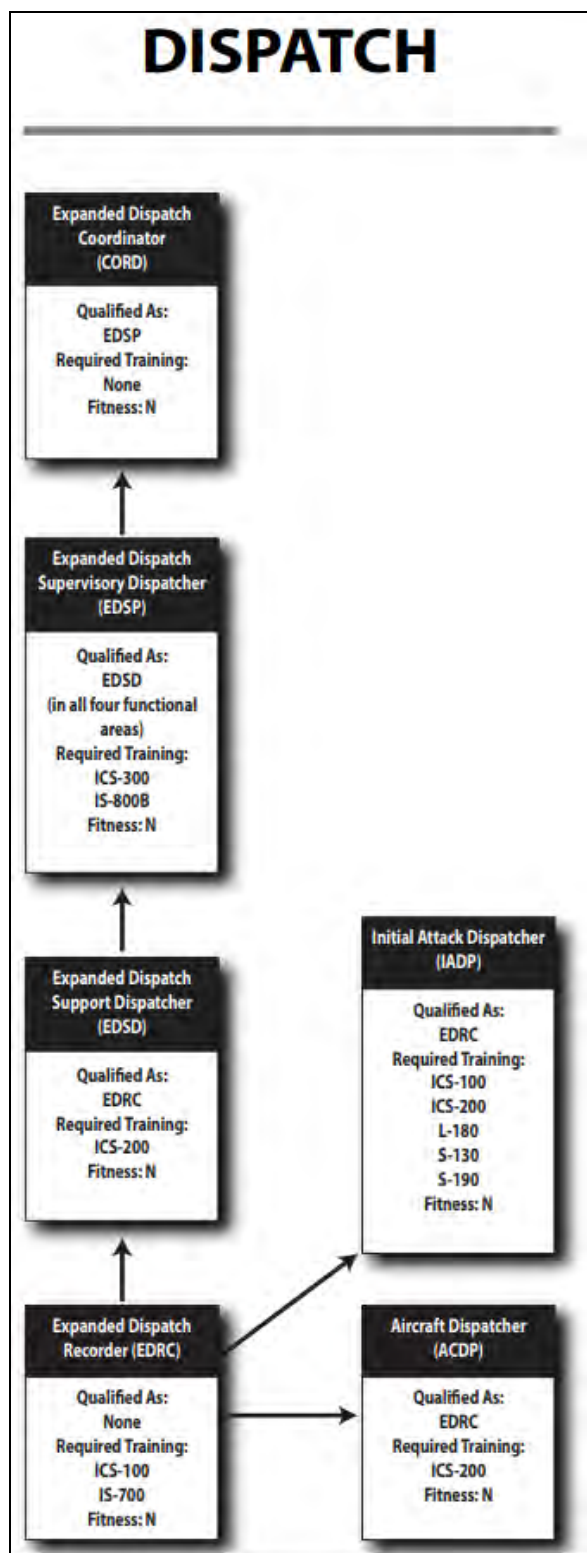 DISPATCH
Expanded Dispatch
Coordinator
(CORD)
Qualified As:
EDSP
Required Training:
None
Fitness: N
Expanded Dispatch
Supervisory Dispatcher
(EDSP)
Qualified As:
EDSD
(in all four functional
areas)
Required Training:
ICS-300
IS-800B
Fitness: N
Expanded Dispatch
Support Dispatcher
(EDSD)
Qualified As:
EDRC
Required Training:
ICS-200
Fitness: N
Initial Attack Dispatcher
(IADP)
Qualified As:
EDRC
Required Training:
ICS-100
ICS-200
L-180
S-130
S-190
Fitness: N
Expanded Dispatch
Recorder (EDRC)
Qualified As:
None
Required Training:
ICS-100
IS-700
Fitness: N
Aircraft Dispatcher
(ACDP)
Qualified As:
EDRC
Required Training:
ICS-200
Fitness: N